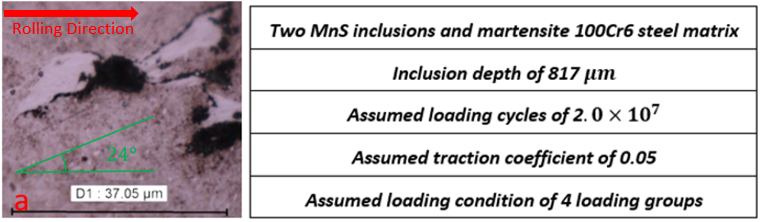 Rolling Direction
24°
D1 : 37.05 µm
a
Two MnS inclusions and martensite 100Cr6 steel matrix
Inclusion depth of 817 µm
Assumed loading cycles of 2.0 × 10⁷
Assumed traction coefficient of 0.05
Assumed loading condition of 4 loading groups